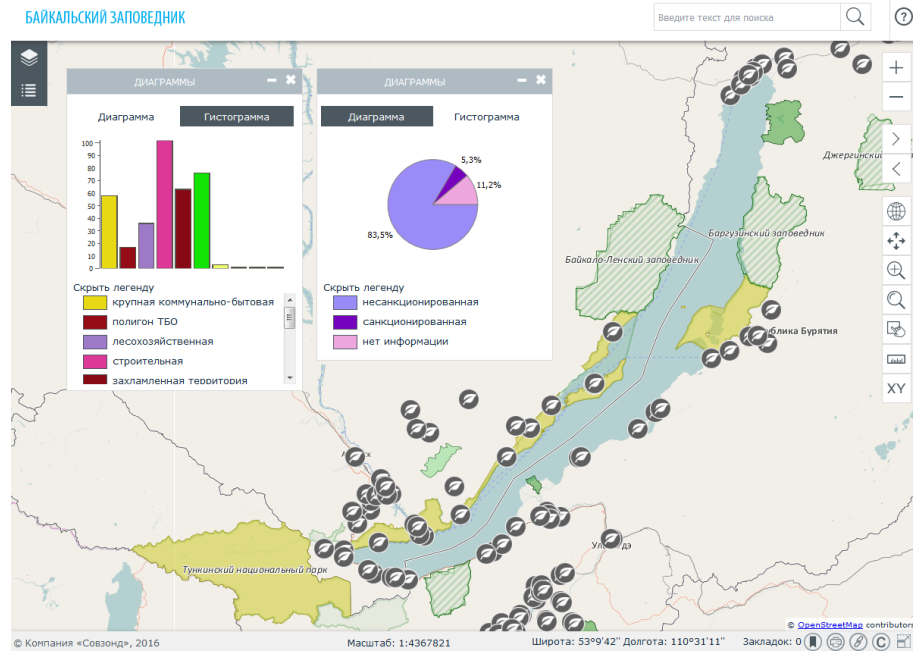 БАЙКАЛЬСКИЙ ЗАПОВЕДНИК
Введите текст для поиска
?
ДИАГРАММЫ
Диаграмма
Гистограмма
100
90
80
70
60
50
40
30
20
10
0
Скрыть легенду
крупная коммунально-бытовая
полигон ТБО
лесохозяйственная
строительная
захламленная территория
ДИАГРАММЫ
Диаграмма
Гистограмма
5,3%
11,2%
83,5%
Скрыть легенду
несанкционированная
санкционированная
нет информации
Баргузинский заповедник
Байкало-Ленский заповедник
Бурятия
Тункинский национальный парк
XY
© OpenStreetMap contributors
© Компания «Совзонд», 2016
Масштаб: 1:4367821
Широта: 53°9'42" Долгота: 110°31'11"
Закладок: 0
C